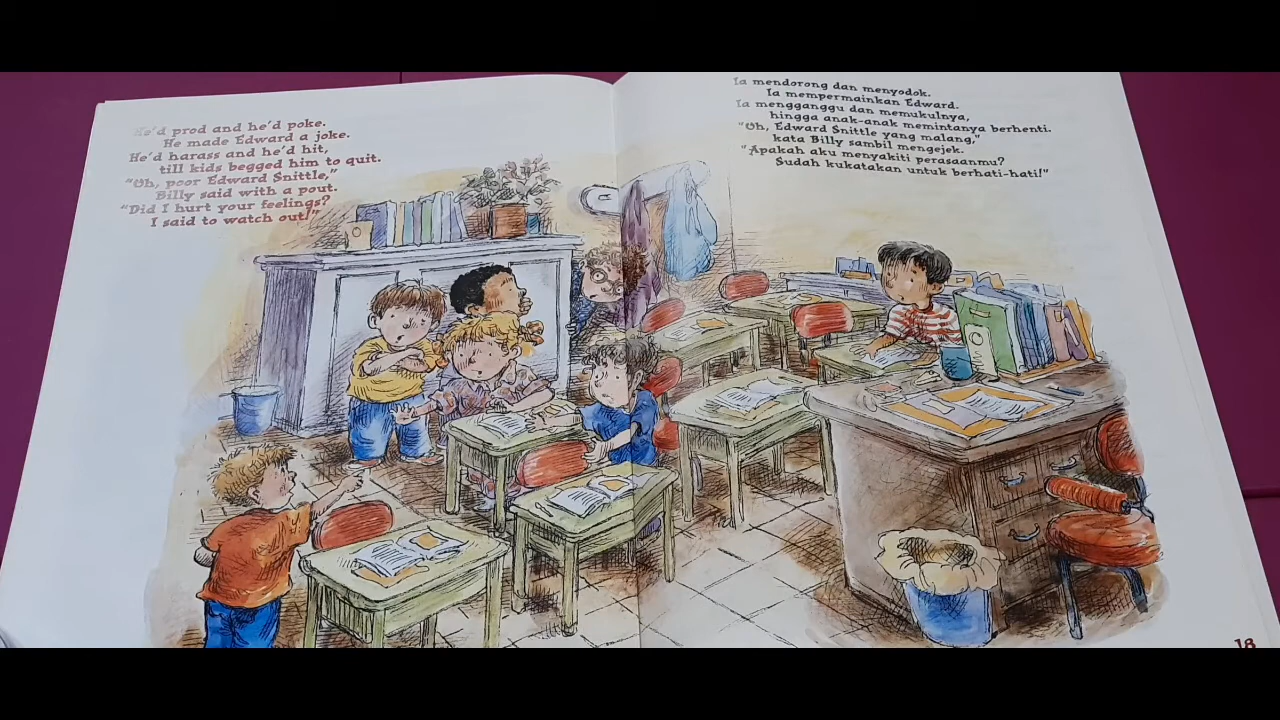 He'd prod and he'd poke.
He made Edward a joke.
He'd harass and he'd hit,
till kids begged him to quit.
"Oh, poor Edward Snittle,"
Billy said with a pout.
"Did I hurt your feelings?
I said to watch out!"
Ia mendorong dan menyodok.
Ia mempermainkan Edward.
Ia mengganggu dan memukulnya,
hingga anak-anak memintanya berhenti.
"Uh, Edward Snittle yang malang,"
kata Billy sambil mengejek.
"Apakah aku menyakiti perasaanmu?
Sudah kukatakan untuk berhati-hati!"
18